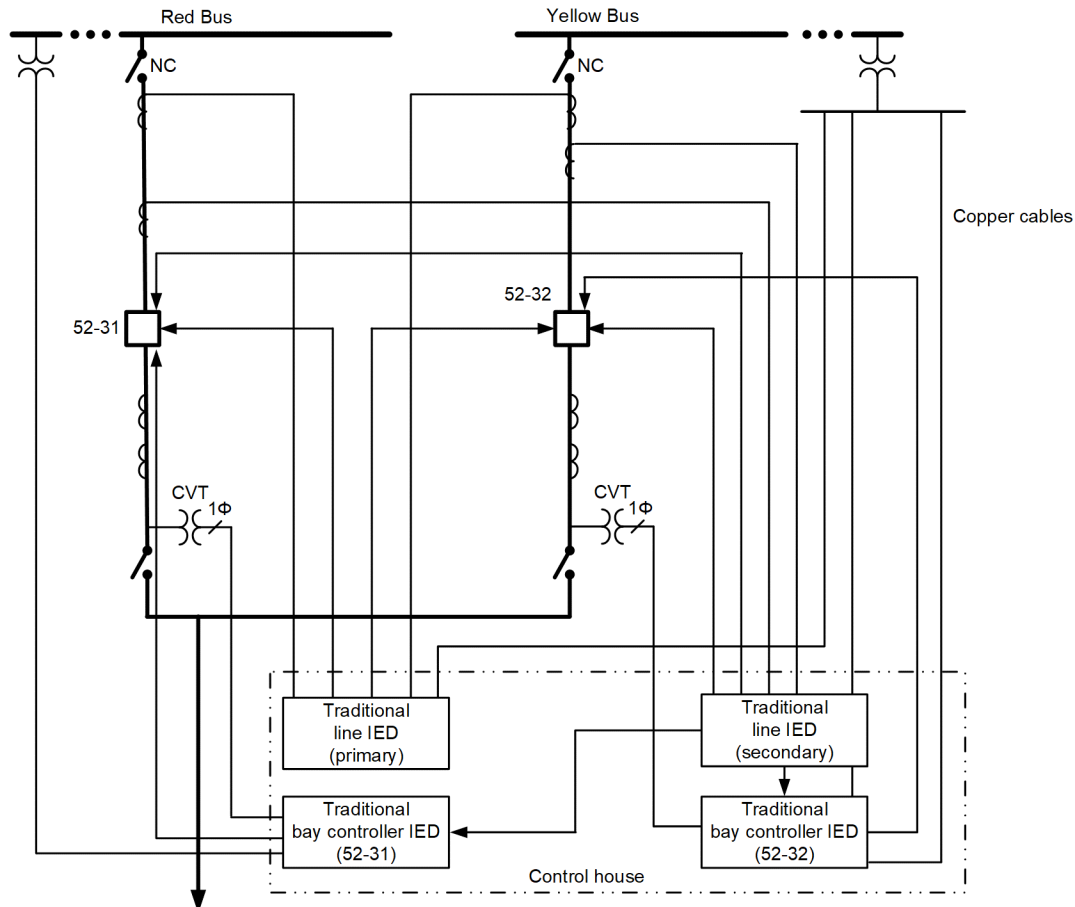 Red Bus
Yellow Bus
NC
NC
Copper cables
52-31
52-32
CVT
1Φ
CVT
1Φ
Traditional
line IED
(primary)
Traditional
line IED
(secondary)
Traditional
bay controller IED
(52-31)
Traditional
bay controller IED
(52-32)
Control house